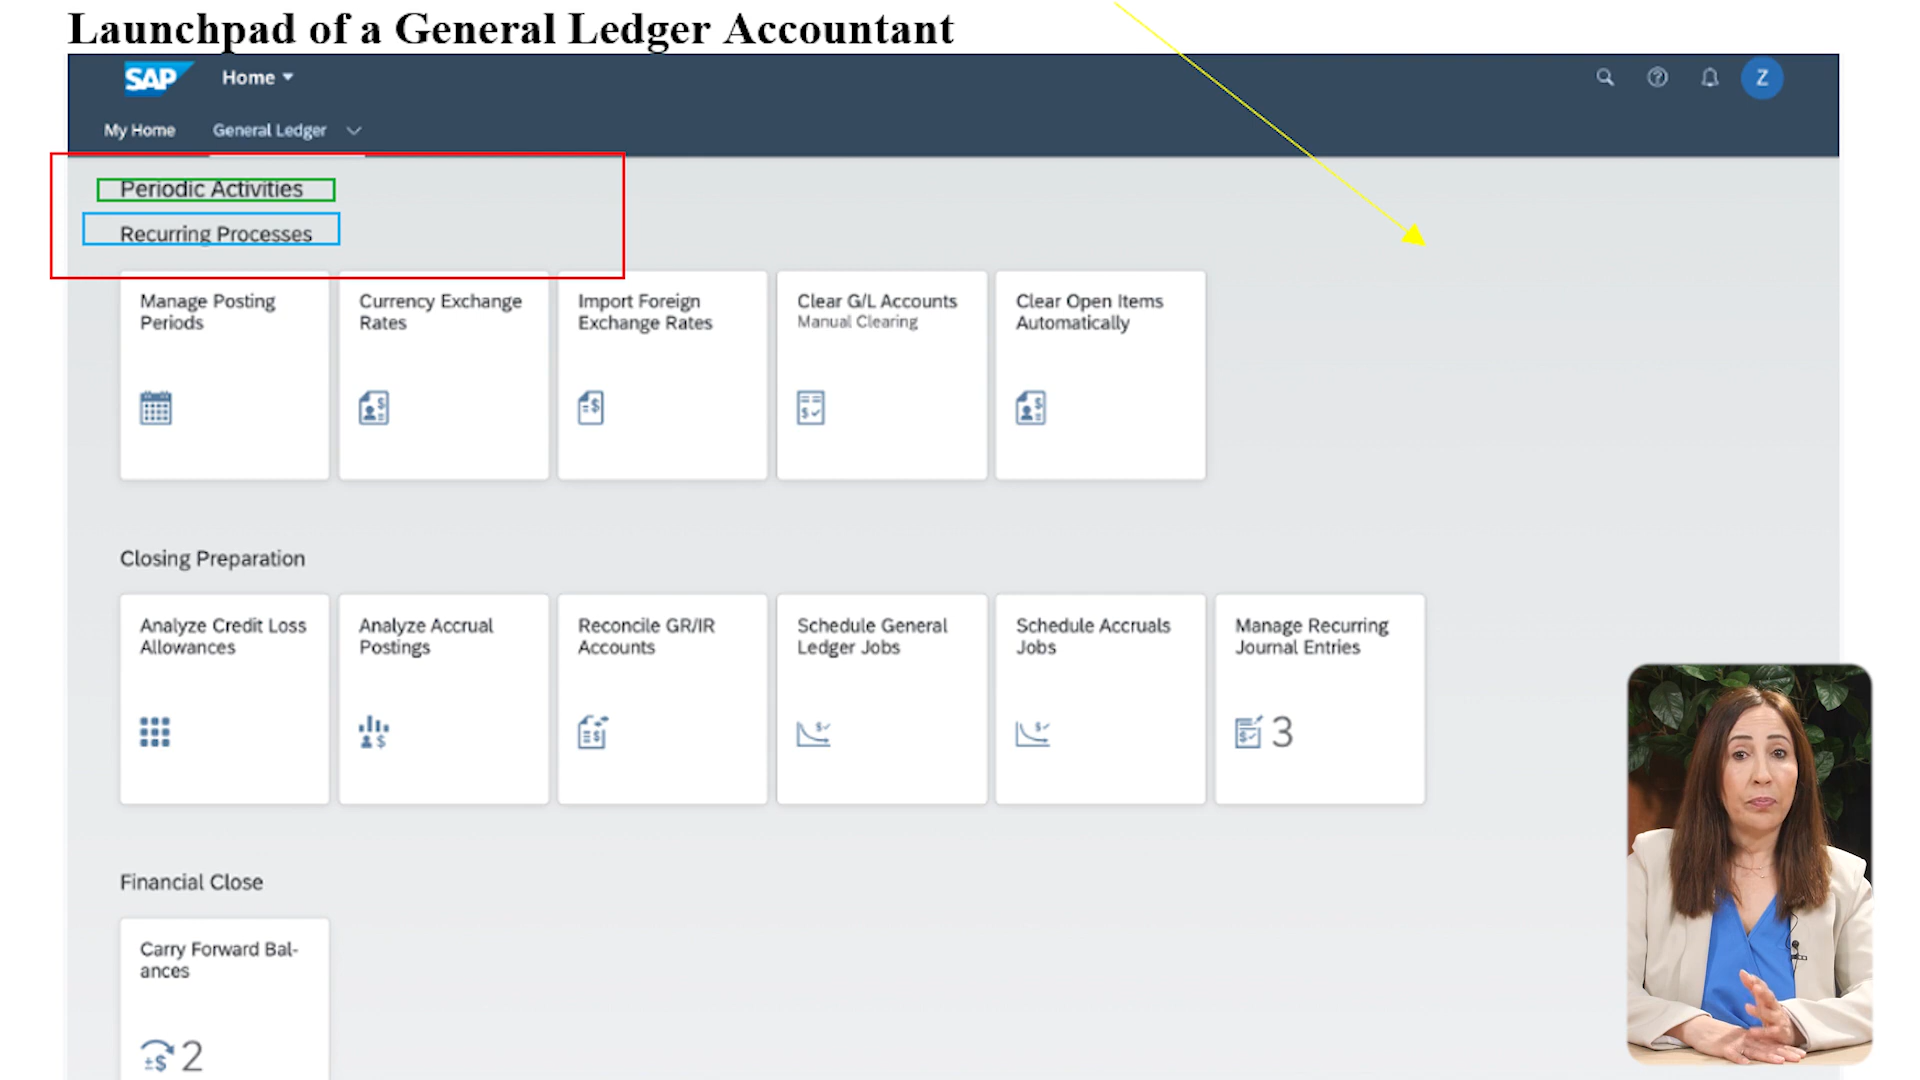 Launchpad of a General Ledger Accountant
SAP
Home
Z
My Home
General Ledger
Periodic Activities
Recurring Processes
Manage Posting
Periods
Currency Exchange
Rates
Import Foreign
Exchange Rates
Clear G/L Accounts
Manual Clearing
Clear Open Items
Automatically
Closing Preparation
Analyze Credit Loss
Allowances
Analyze Accrual
Postings
Reconcile GR/IR
Accounts
Schedule General
Ledger Jobs
Schedule Accruals
Jobs
Manage Recurring
Journal Entries
3
Financial Close
Carry Forward Bal-
ances
±$ 2